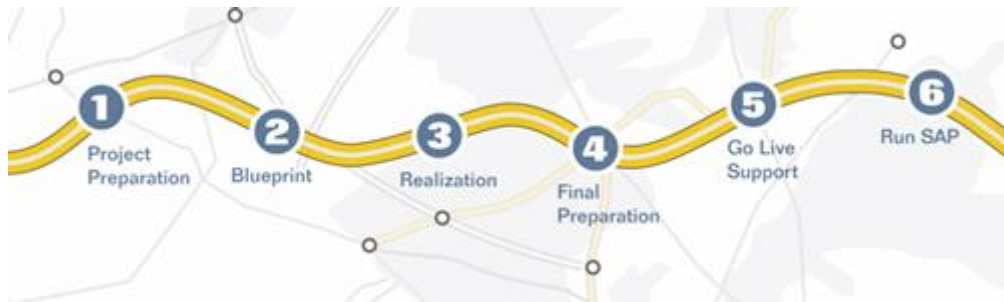 1
Project
Preparation
2
Blueprint
3
Realization
4
Final
Preparation
5
Go Live
Support
6
Run SAP